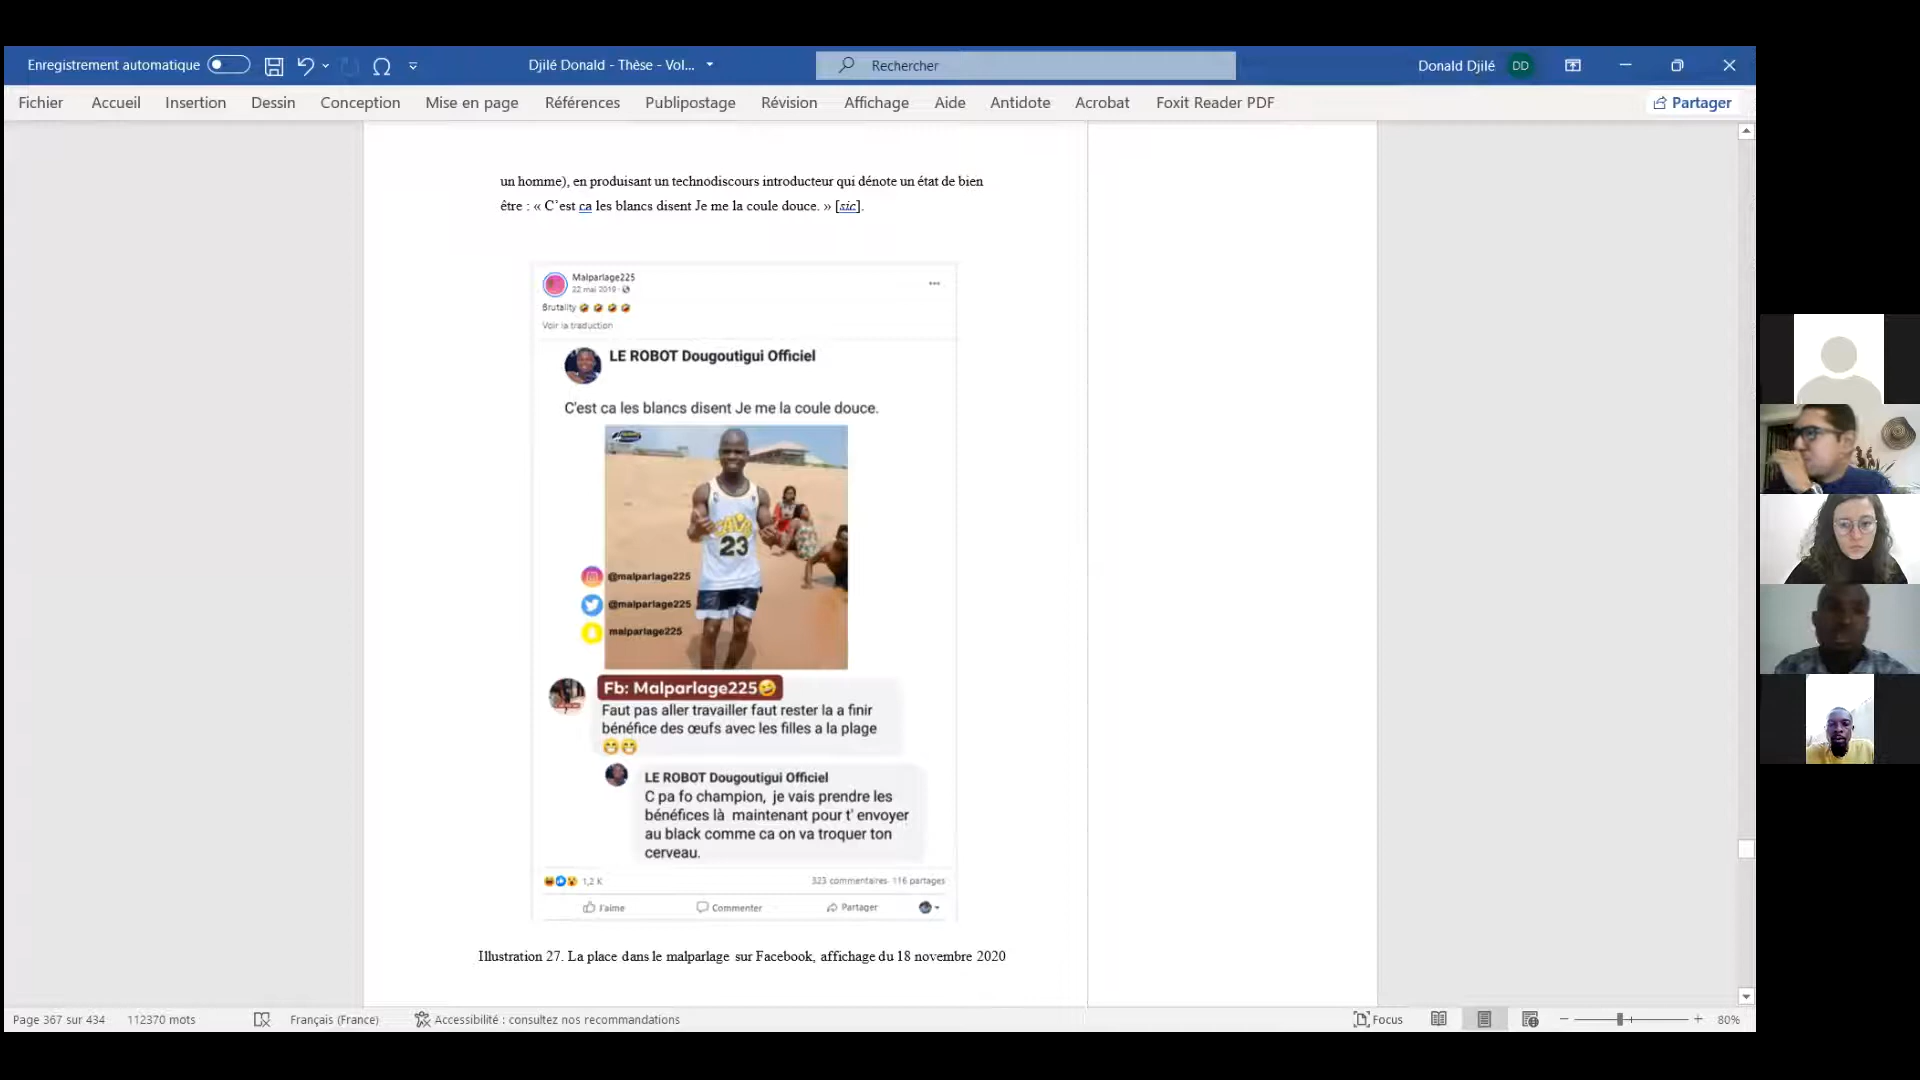 Enregistrement automatique
Djilé Donald - Thèse - Vol...
Rechercher
Donald Djilé
DD
Fichier
Accueil
Insertion
Dessin
Conception
Mise en page
Références
Publipostage
Révision
Affichage
Aide
Antidote
Acrobat
Foxit Reader PDF
Partager
un homme), en produisant un technodiscours introducteur qui dénote un état de bien
être : « C'est ca les blancs disent Je me la coule douce. » [sic].
Malparlage225
22 mai 2019
Brutality
Voir la traduction
LE ROBOT Dougoutigui Officiel
C'est ca les blancs disent Je me la coule douce.
23
@malparlage225
@malparlage225
malparlage225
Fb: Malparlage225
Faut pas aller travailler faut rester la a finir
bénéfice des œufs avec les filles a la plage
LE ROBOT Dougoutigui Officiel
C pa fo champion, je vais prendre les
bénéfices là maintenant pour t' envoyer
au black comme ca on va troquer ton
cerveau.
1,2 K
323 commentaires 116 partages
J'aime
Commenter
Partager
Illustration 27. La place dans le malparlage sur Facebook, affichage du 18 novembre 2020
Page 367 sur 434
112370 mots
Français (France)
Accessibilité : consultez nos recommandations
Focus
80%